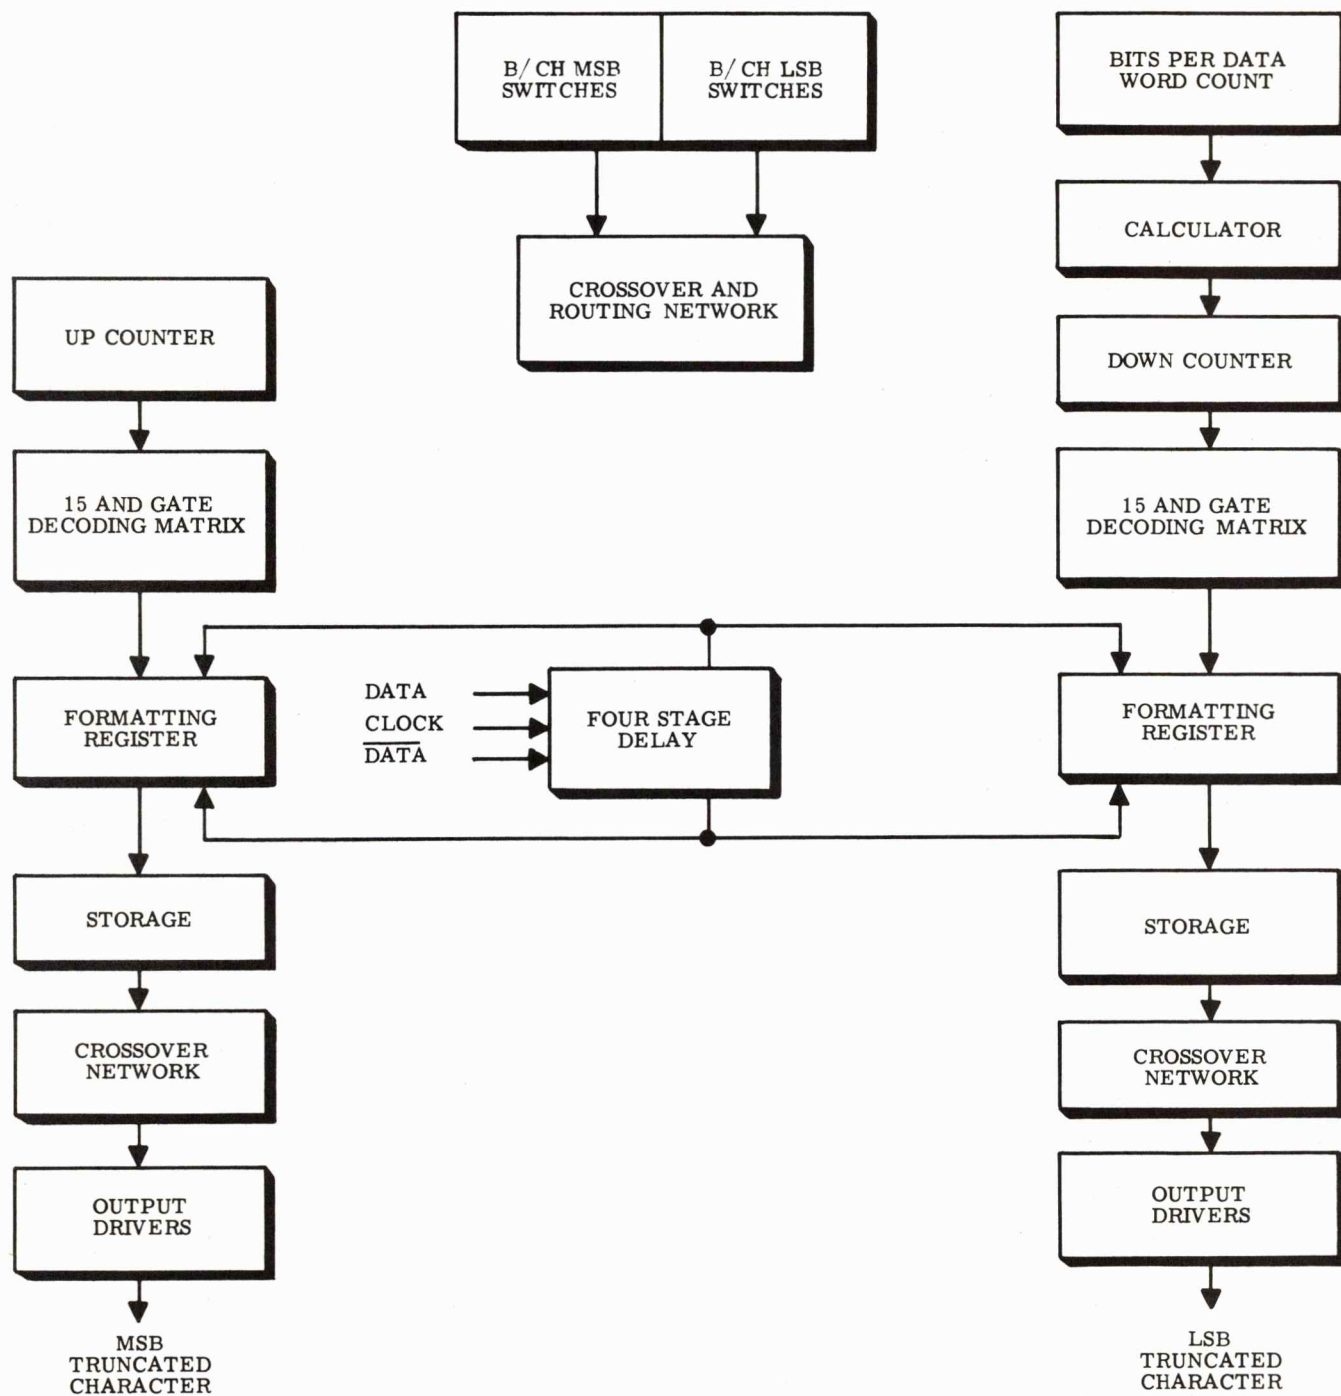 B/CH MSB
SWITCHES
B/CH LSB
SWITCHES
BITS PER DATA
WORD COUNT
CALCULATOR
CROSSOVER AND
ROUTING NETWORK
UP COUNTER
DOWN COUNTER
15 AND GATE
DECODING MATRIX
15 AND GATE
DECODING MATRIX
FORMATTING
REGISTER
DATA
CLOCK
D̅A̅T̅A̅
FOUR STAGE
DELAY
FORMATTING
REGISTER
STORAGE
STORAGE
CROSSOVER
NETWORK
CROSSOVER
NETWORK
OUTPUT
DRIVERS
OUTPUT
DRIVERS
MSB
TRUNCATED
CHARACTER
LSB
TRUNCATED
CHARACTER